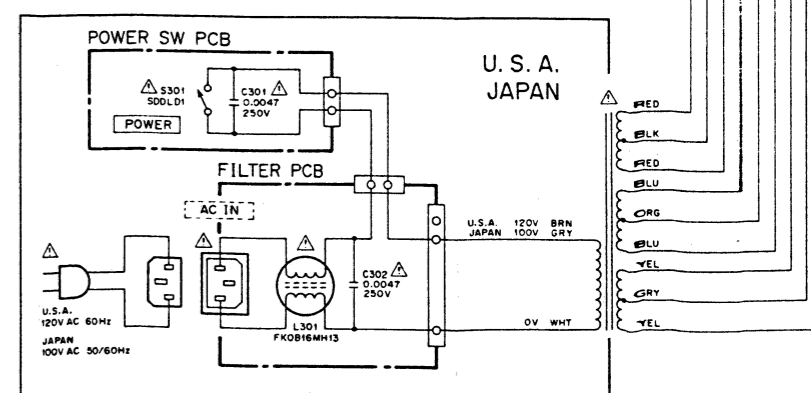 POWER SW PCB
U. S. A.
JAPAN
S301
SDDLD1
POWER
C301
0.0047
250V
FILTER PCB
AC IN
U.S.A. 120V BRN
JAPAN 100V GRY
C302
0.0047
250V
L301
FKOB16MH13
0V WHT
U.S.A.
120V AC 60Hz
JAPAN
100V AC 50/60Hz
RED
BLK
RED
BLU
ORG
BLU
YEL
GRY
YEL